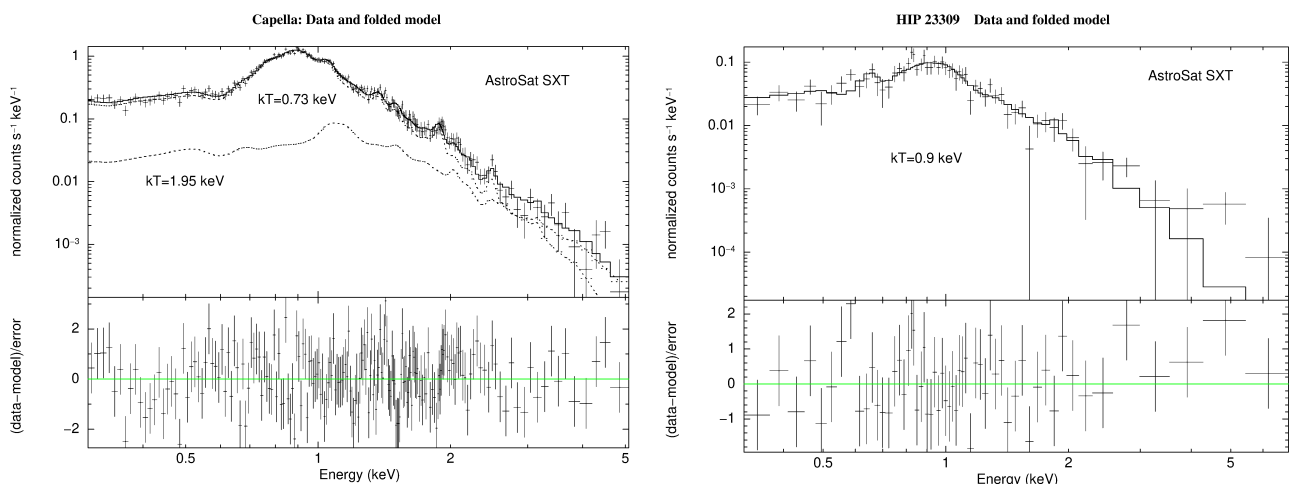 Capella: Data and folded model
normalized counts s⁻¹ keV⁻¹
1
0.1
0.01
10⁻³
AstroSat SXT
kT=0.73 keV
kT=1.95 keV
(data−model)/error
2
0
−2
0.5
1
2
5
Energy (keV)
HIP 23309 Data and folded model
normalized counts s⁻¹ keV⁻¹
0.1
0.01
10⁻³
10⁻⁴
AstroSat SXT
kT=0.9 keV
(data−model)/error
2
1
0
−1
0.5
1
2
5
Energy (keV)